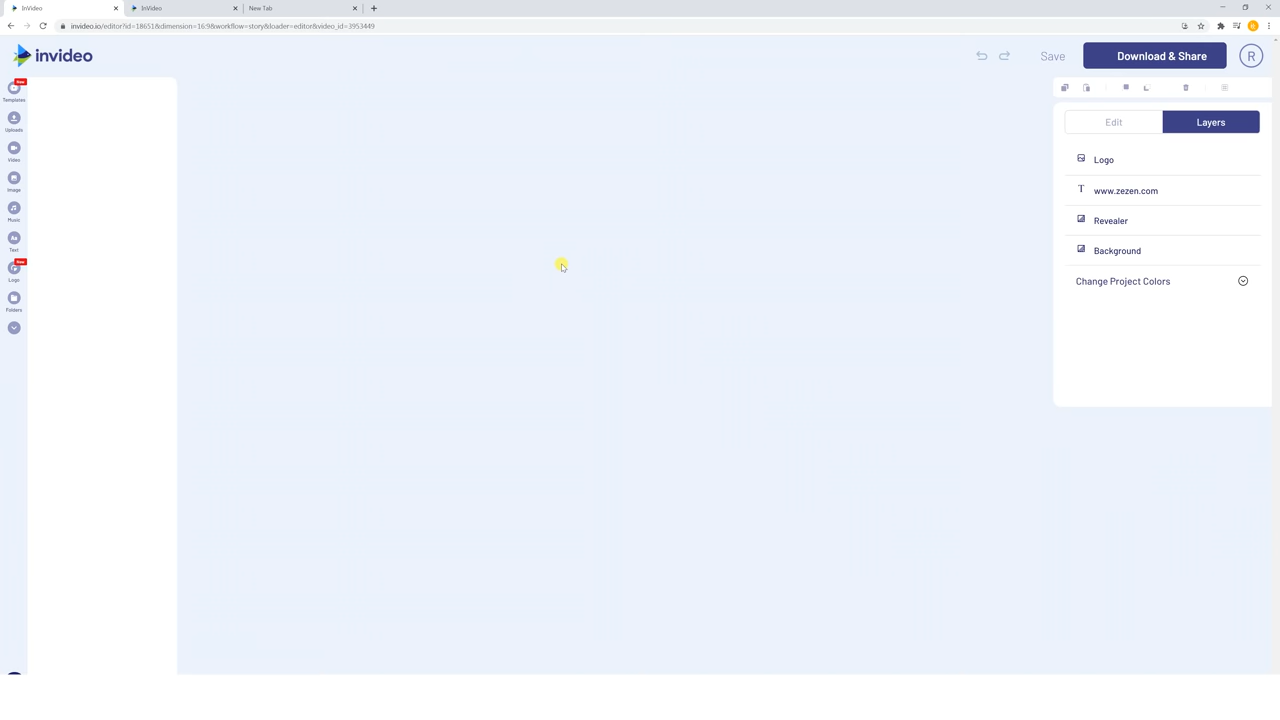 InVideo
InVideo
New Tab
invideo.io/editor?id=18651&dimension=16:9&workflow=story&loader=editor&video_id=3953449
R
invideo
Save
Download & Share
R
New
Templates
Uploads
Video
Image
Music
Aa
Text
New
Logo
Folders
Edit
Layers
Logo
T
www.zezen.com
Revealer
Background
Change Project Colors